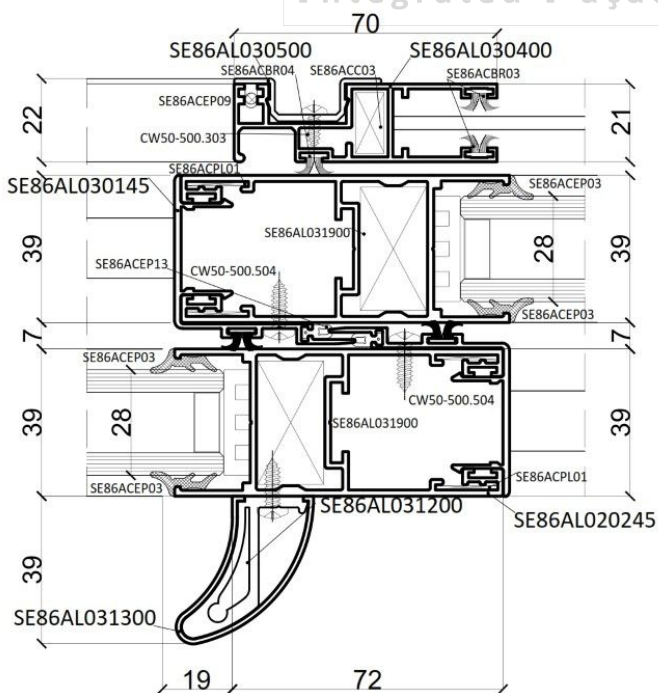 Integrated Façad
70
SE86AL030500
SE86AL030400
SE86ACBR04
SE86ACC03
SE86ACBR03
SE86ACEP09
22
21
CW50-500.303
SE86ACPL01
SE86AL030145
SE86ACEP03
SE86AL031900
39
28
39
SE86ACEP13
CW50-500.504
SE86ACEP03
7
7
SE86ACEP03
CW50-500.504
39
28
SE86AL031900
39
SE86ACPL01
SE86ACEP03
SE86AL031200
SE86AL020245
39
SE86AL031300
19
72